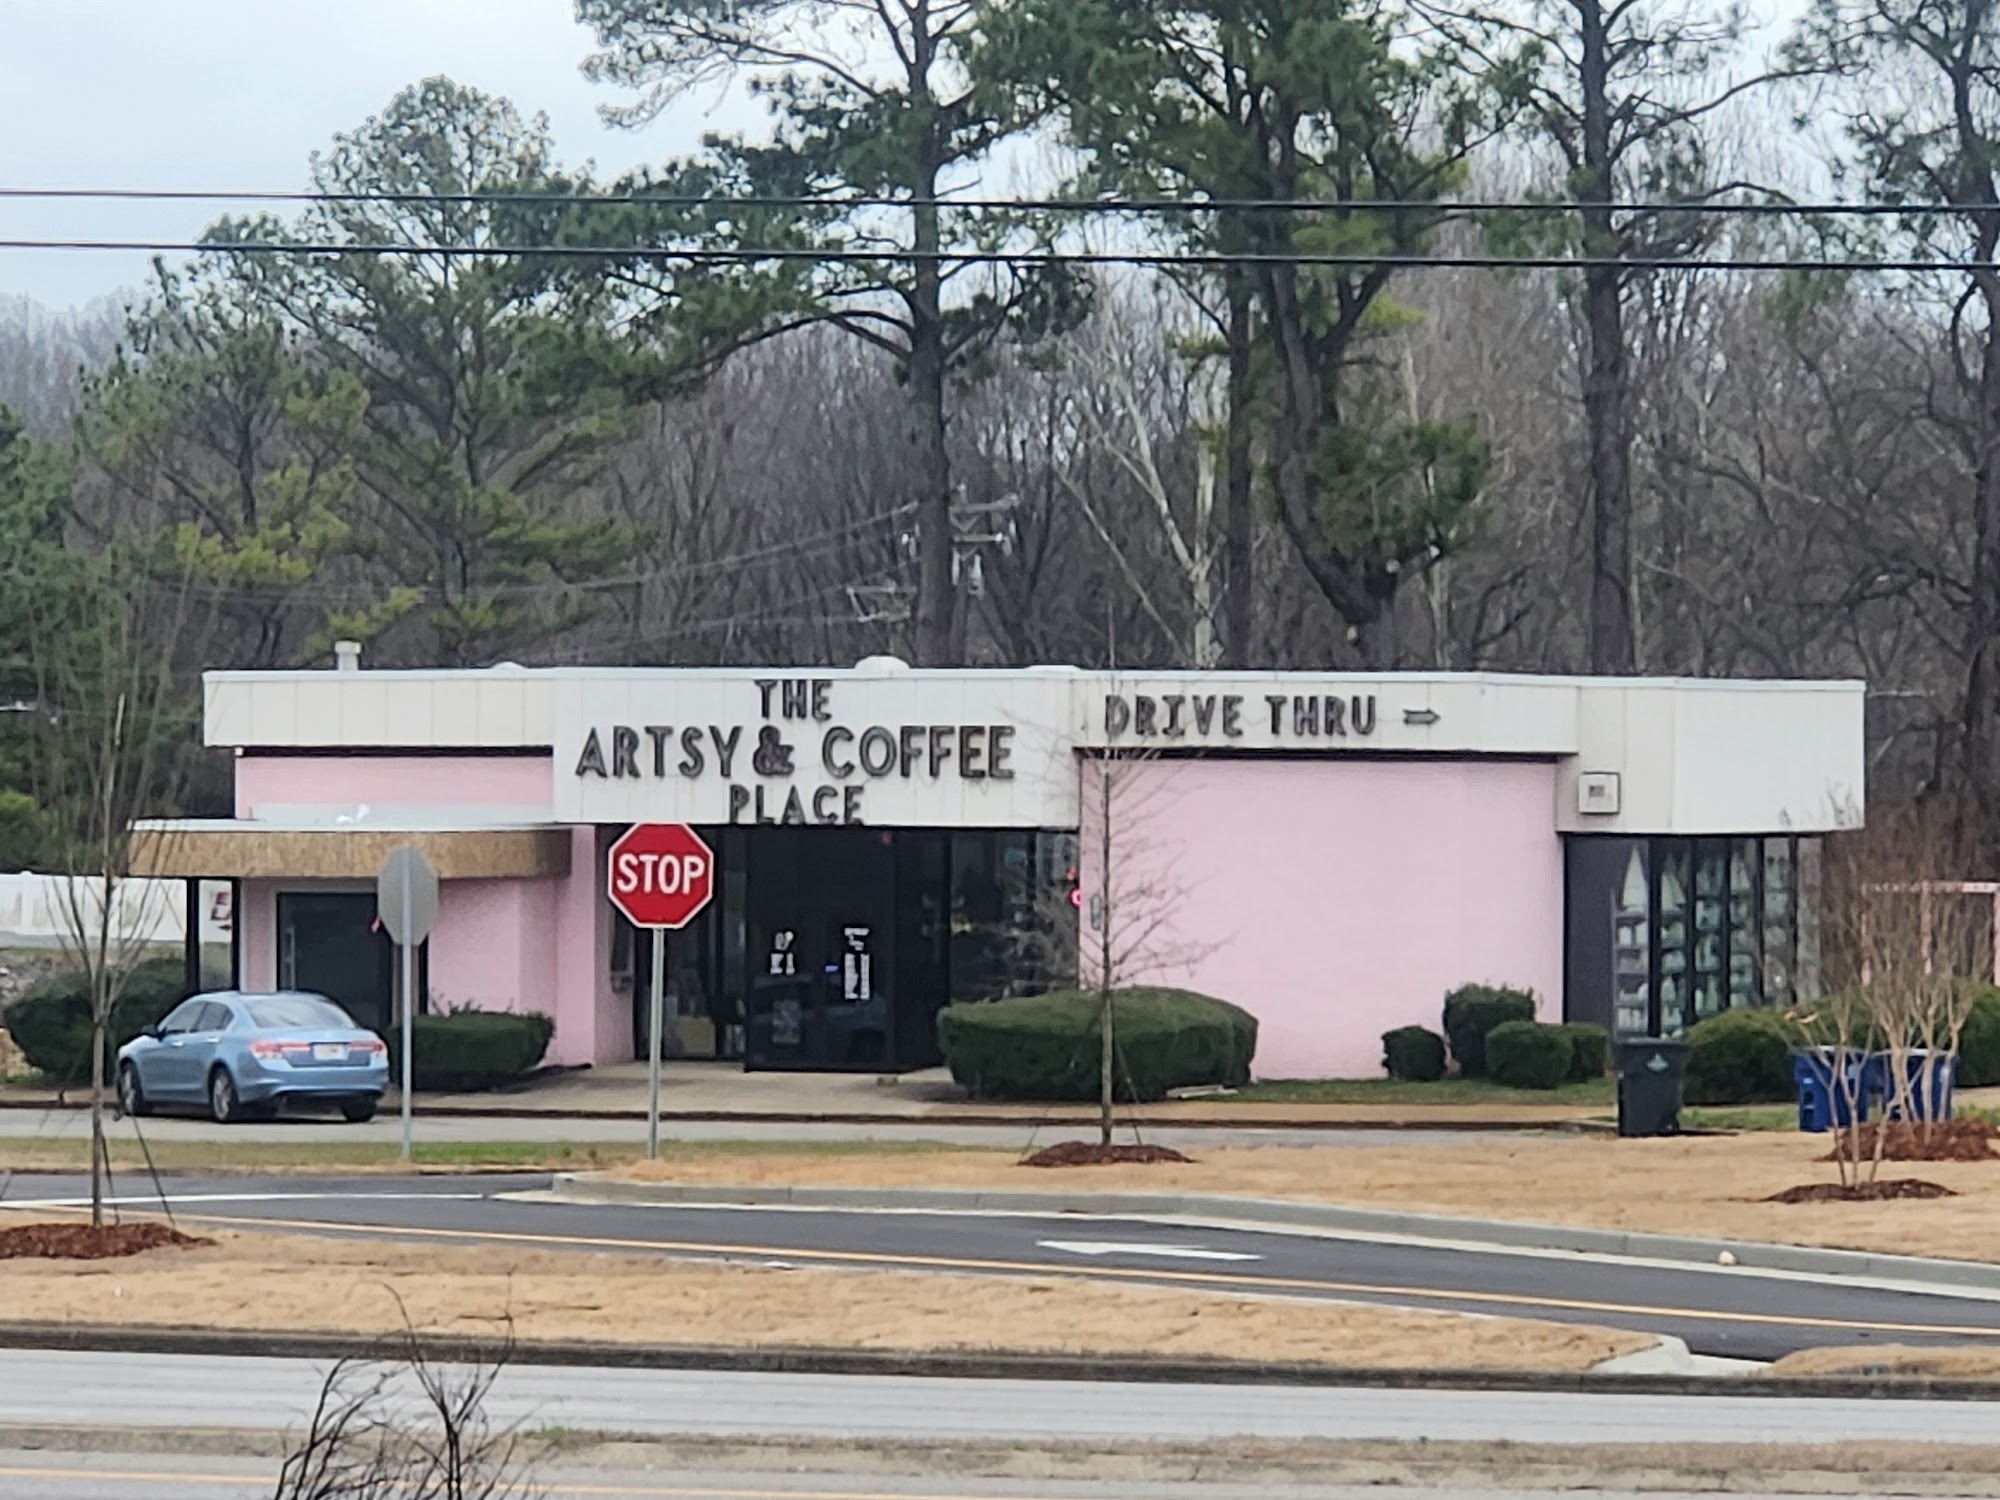 THE
ARTSY & COFFEE
PLACE
DRIVE THRU →
STOP